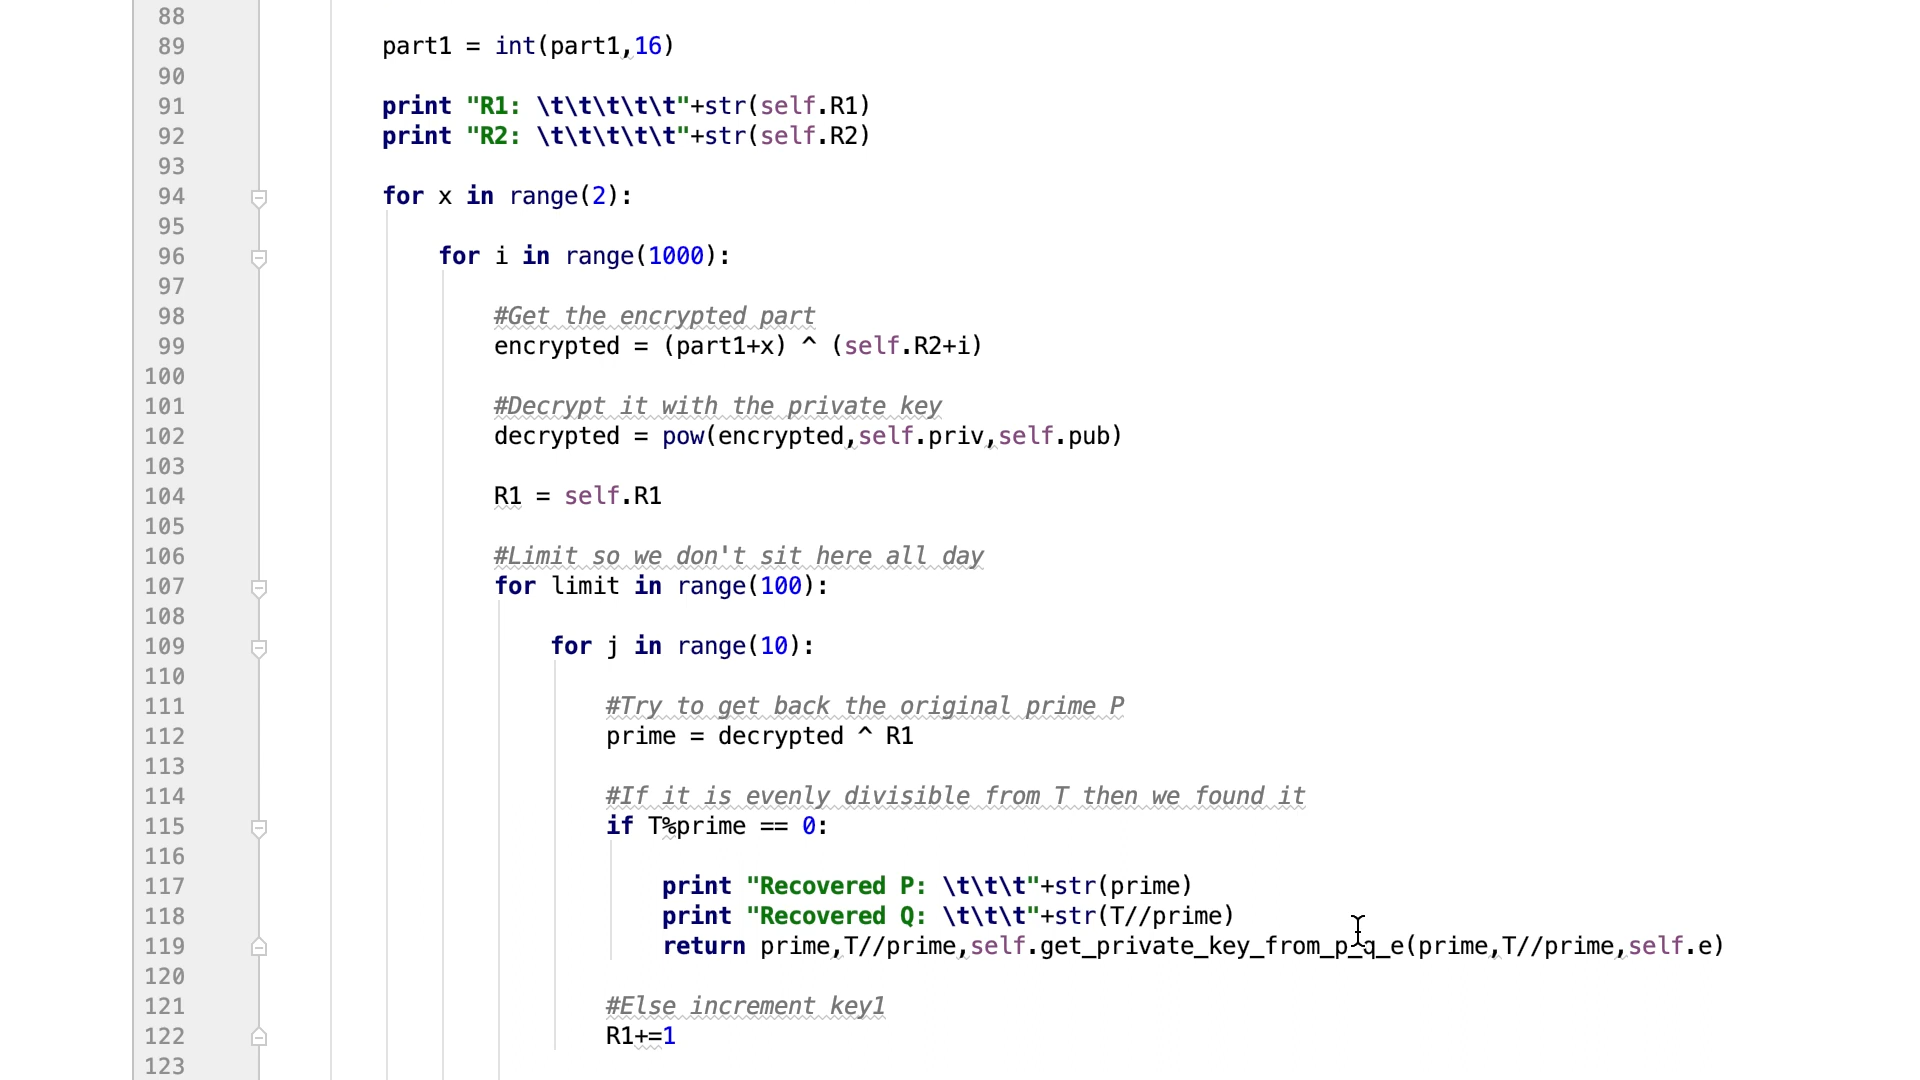 88
89 part1 = int(part1,16)
90
91 print "R1: \t\t\t\t\t"+str(self.R1)
92 print "R2: \t\t\t\t\t"+str(self.R2)
93
94 for x in range(2):
95
96 for i in range(1000):
97
98 #Get the encrypted part
99 encrypted = (part1+x) ^ (self.R2+i)
100
101 #Decrypt it with the private key
102 decrypted = pow(encrypted,self.priv,self.pub)
103
104 R1 = self.R1
105
106 #Limit so we don't sit here all day
107 for limit in range(100):
108
109 for j in range(10):
110
111 #Try to get back the original prime P
112 prime = decrypted ^ R1
113
114 #If it is evenly divisible from T then we found it
115 if T%prime == 0:
116
117 print "Recovered P: \t\t\t"+str(prime)
118 print "Recovered Q: \t\t\t"+str(T//prime)
119 return prime,T//prime,self.get_private_key_from_p_q_e(prime,T//prime,self.e)
120
121 #Else increment key1
122 R1+=1
123